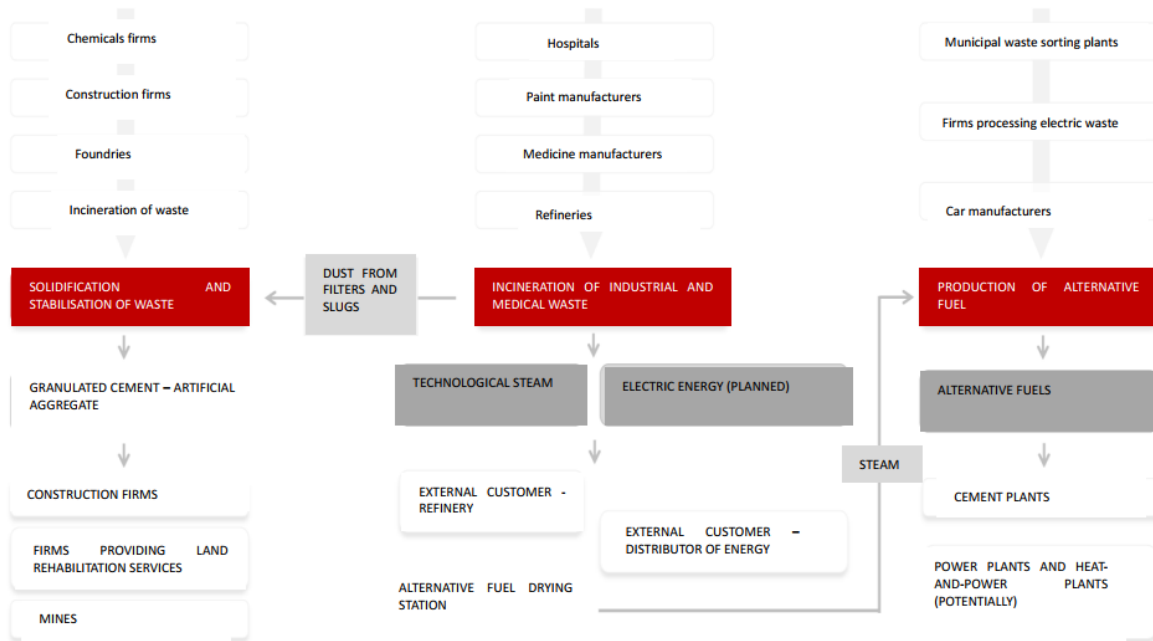 Chemicals firms
Construction firms
Foundries
Incineration of waste
SOLIDIFICATION AND
STABILISATION OF WASTE
GRANULATED CEMENT – ARTIFICIAL
AGGREGATE
CONSTRUCTION FIRMS
FIRMS PROVIDING LAND
REHABILITATION SERVICES
MINES
DUST FROM
FILTERS AND
SLUGS
Hospitals
Paint manufacturers
Medicine manufacturers
Refineries
INCINERATION OF INDUSTRIAL AND
MEDICAL WASTE
TECHNOLOGICAL STEAM
ELECTRIC ENERGY (PLANNED)
EXTERNAL CUSTOMER -
REFINERY
EXTERNAL CUSTOMER –
DISTRIBUTOR OF ENERGY
ALTERNATIVE FUEL DRYING
STATION
STEAM
Municipal waste sorting plants
Firms processing electric waste
Car manufacturers
PRODUCTION OF ALTERNATIVE
FUEL
ALTERNATIVE FUELS
CEMENT PLANTS
POWER PLANTS AND HEAT-
AND-POWER PLANTS
(POTENTIALLY)